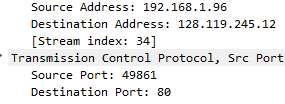 Source Address: 192.168.1.96
Destination Address: 128.119.245.12
[Stream index: 34]
Transmission Control Protocol, Src Port
Source Port: 49861
Destination Port: 80